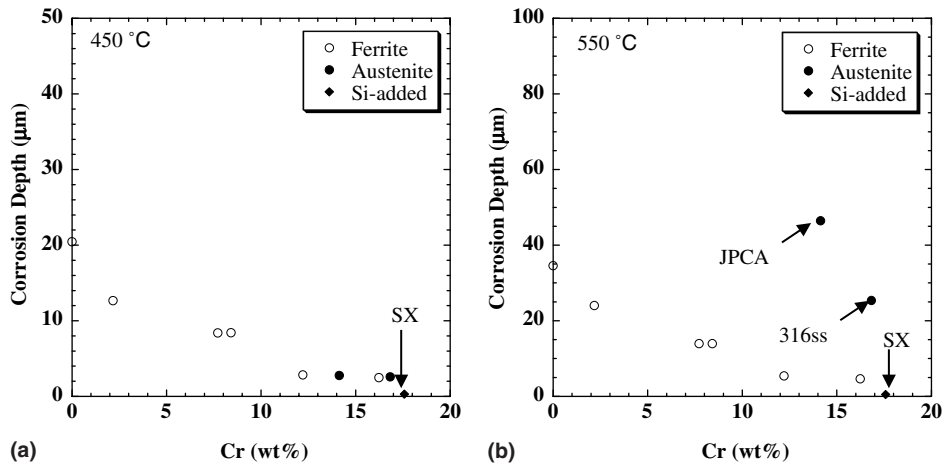 450 °C
Ferrite
Austenite
Si-added
50
40
30
20
10
0
Corrosion Depth (μm)
SX
0
5
10
15
20
Cr (wt%)
(a)
550 °C
Ferrite
Austenite
Si-added
100
80
60
40
20
0
Corrosion Depth (μm)
JPCA
316ss
SX
0
5
10
15
20
Cr (wt%)
(b)